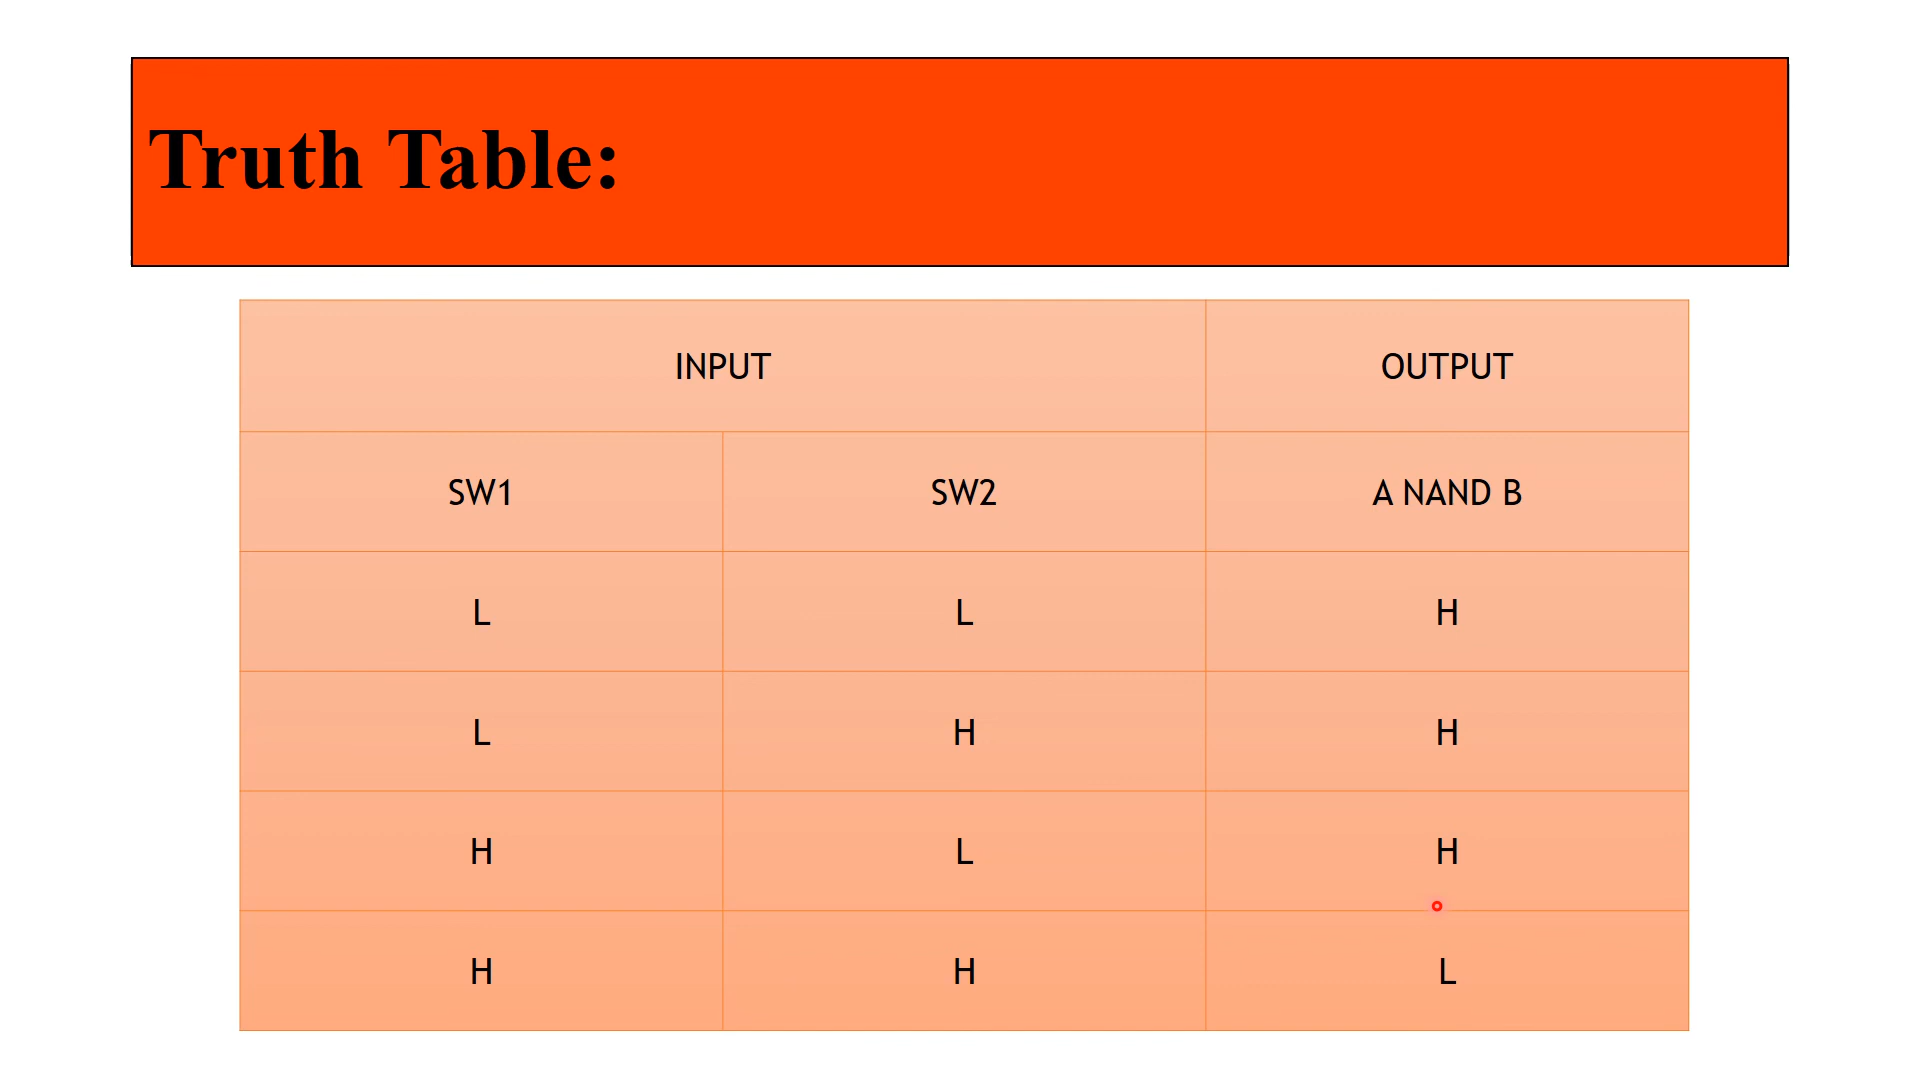 Truth Table:
INPUT OUTPUT
SW1 SW2 A NAND B
L L H
L H H
H L H
H H L